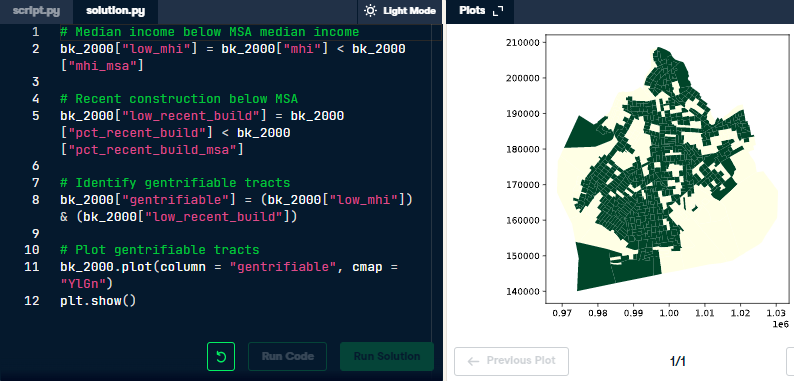 script.py solution.py Light Mode Plots
1 # Median income below MSA median income
2 bk_2000["low_mhi"] = bk_2000["mhi"] < bk_2000
["mhi_msa"]
3
4 # Recent construction below MSA
5 bk_2000["low_recent_build"] = bk_2000
["pct_recent_build"] < bk_2000
["pct_recent_build_msa"]
6
7 # Identify gentrifiable tracts
8 bk_2000["gentrifiable"] = (bk_2000["low_mhi"])
& (bk_2000["low_recent_build"])
9
10 # Plot gentrifiable tracts
11 bk_2000.plot(column = "gentrifiable", cmap =
"YlGn")
12 plt.show()
Run Code Run Solution
210000
200000
190000
180000
170000
160000
150000
140000
0.97 0.98 0.99 1.00 1.01 1.02 1.03
1e6
← Previous Plot 1/1